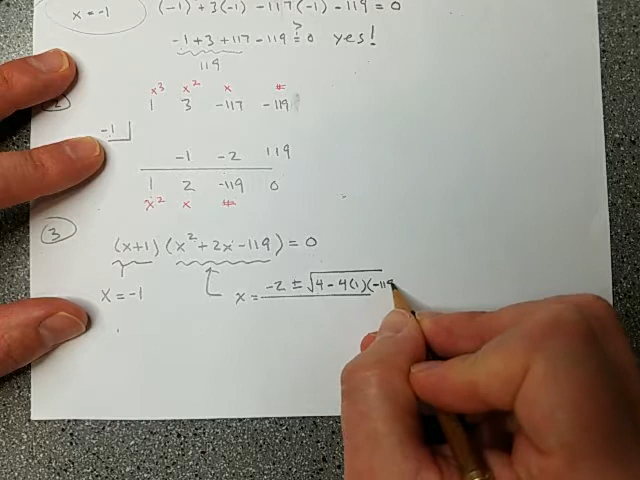 x = -1
(-1) + 3(-1) - 117(-1) - 119 = 0
-1 + 3 + 117 - 119 ≟ 0 yes!
119
x³ x² x #
1 3 -117 -119
-1
-1 -2 119
1 2 -119 0
x² x #
3
(x+1)(x² + 2x - 119) = 0
x = -1
x = -2 ± √4 - 4(1)(-119